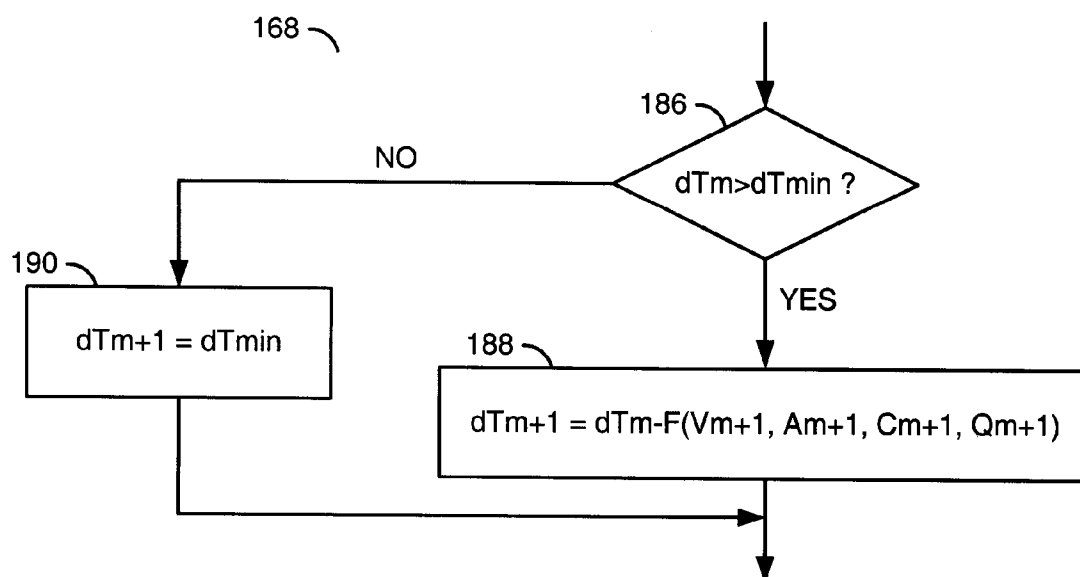 168
186
NO
dTm>dTmin ?
190
YES
dTm+1 = dTmin
188
dTm+1 = dTm-F(Vm+1, Am+1, Cm+1, Qm+1)